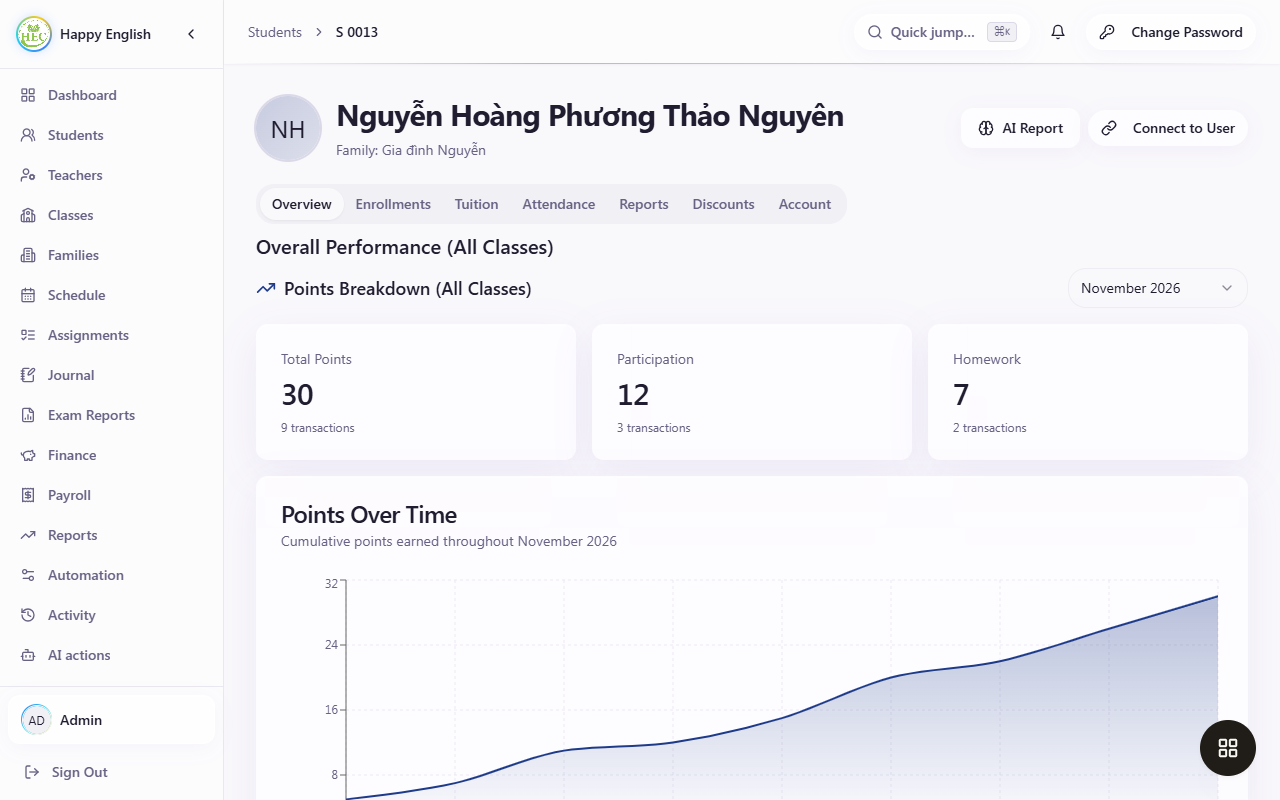 HEC
Happy English
Students
S 0013
Quick jump...
⌘K
Change Password
Dashboard
Students
Teachers
Classes
Families
Schedule
Assignments
Journal
Exam Reports
Finance
Payroll
Reports
Automation
Activity
AI actions
AD
Admin
Sign Out
NH
Nguyễn Hoàng Phương Thảo Nguyên
Family: Gia đình Nguyễn
AI Report
Connect to User
Overview
Enrollments
Tuition
Attendance
Reports
Discounts
Account
Overall Performance (All Classes)
Points Breakdown (All Classes)
November 2026
Total Points
30
9 transactions
Participation
12
3 transactions
Homework
7
2 transactions
Points Over Time
Cumulative points earned throughout November 2026
32
24
16
8